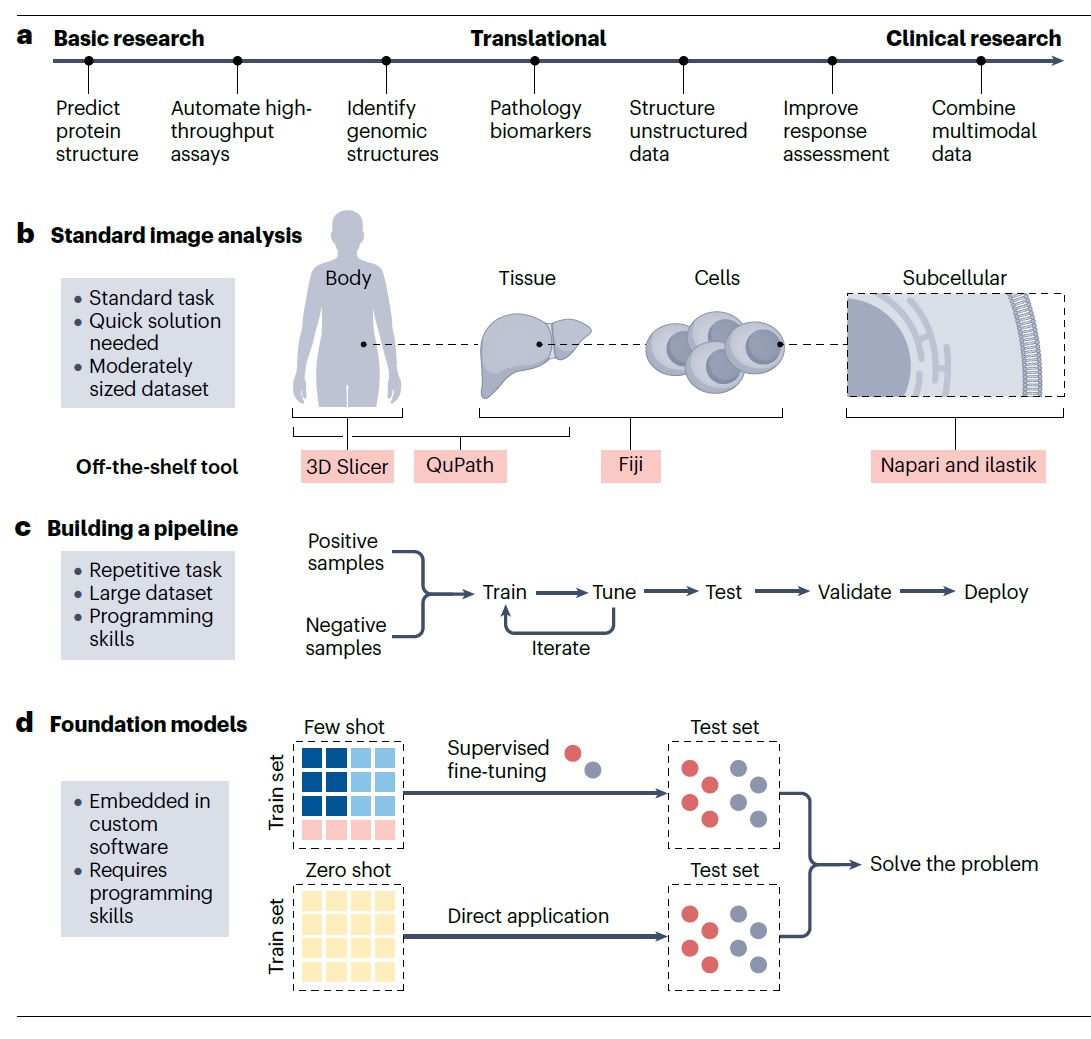 a
Basic research
Translational
Clinical research
Predict
protein
structure
Automate high-
throughput
assays
Identify
genomic
structures
Pathology
biomarkers
Structure
unstructured
data
Improve
response
assessment
Combine
multimodal
data
b
Standard image analysis
• Standard task
• Quick solution
needed
• Moderately
sized dataset
Body
Tissue
Cells
Subcellular
Off-the-shelf tool
3D Slicer
QuPath
Fiji
Napari and ilastik
c
Building a pipeline
• Repetitive task
• Large dataset
• Programming
skills
Positive
samples
Negative
samples
Train
Tune
Test
Validate
Deploy
Iterate
d
Foundation models
• Embedded in
custom
software
• Requires
programming
skills
Few shot
Train set
Supervised
fine-tuning
Test set
Zero shot
Train set
Direct application
Test set
Solve the problem